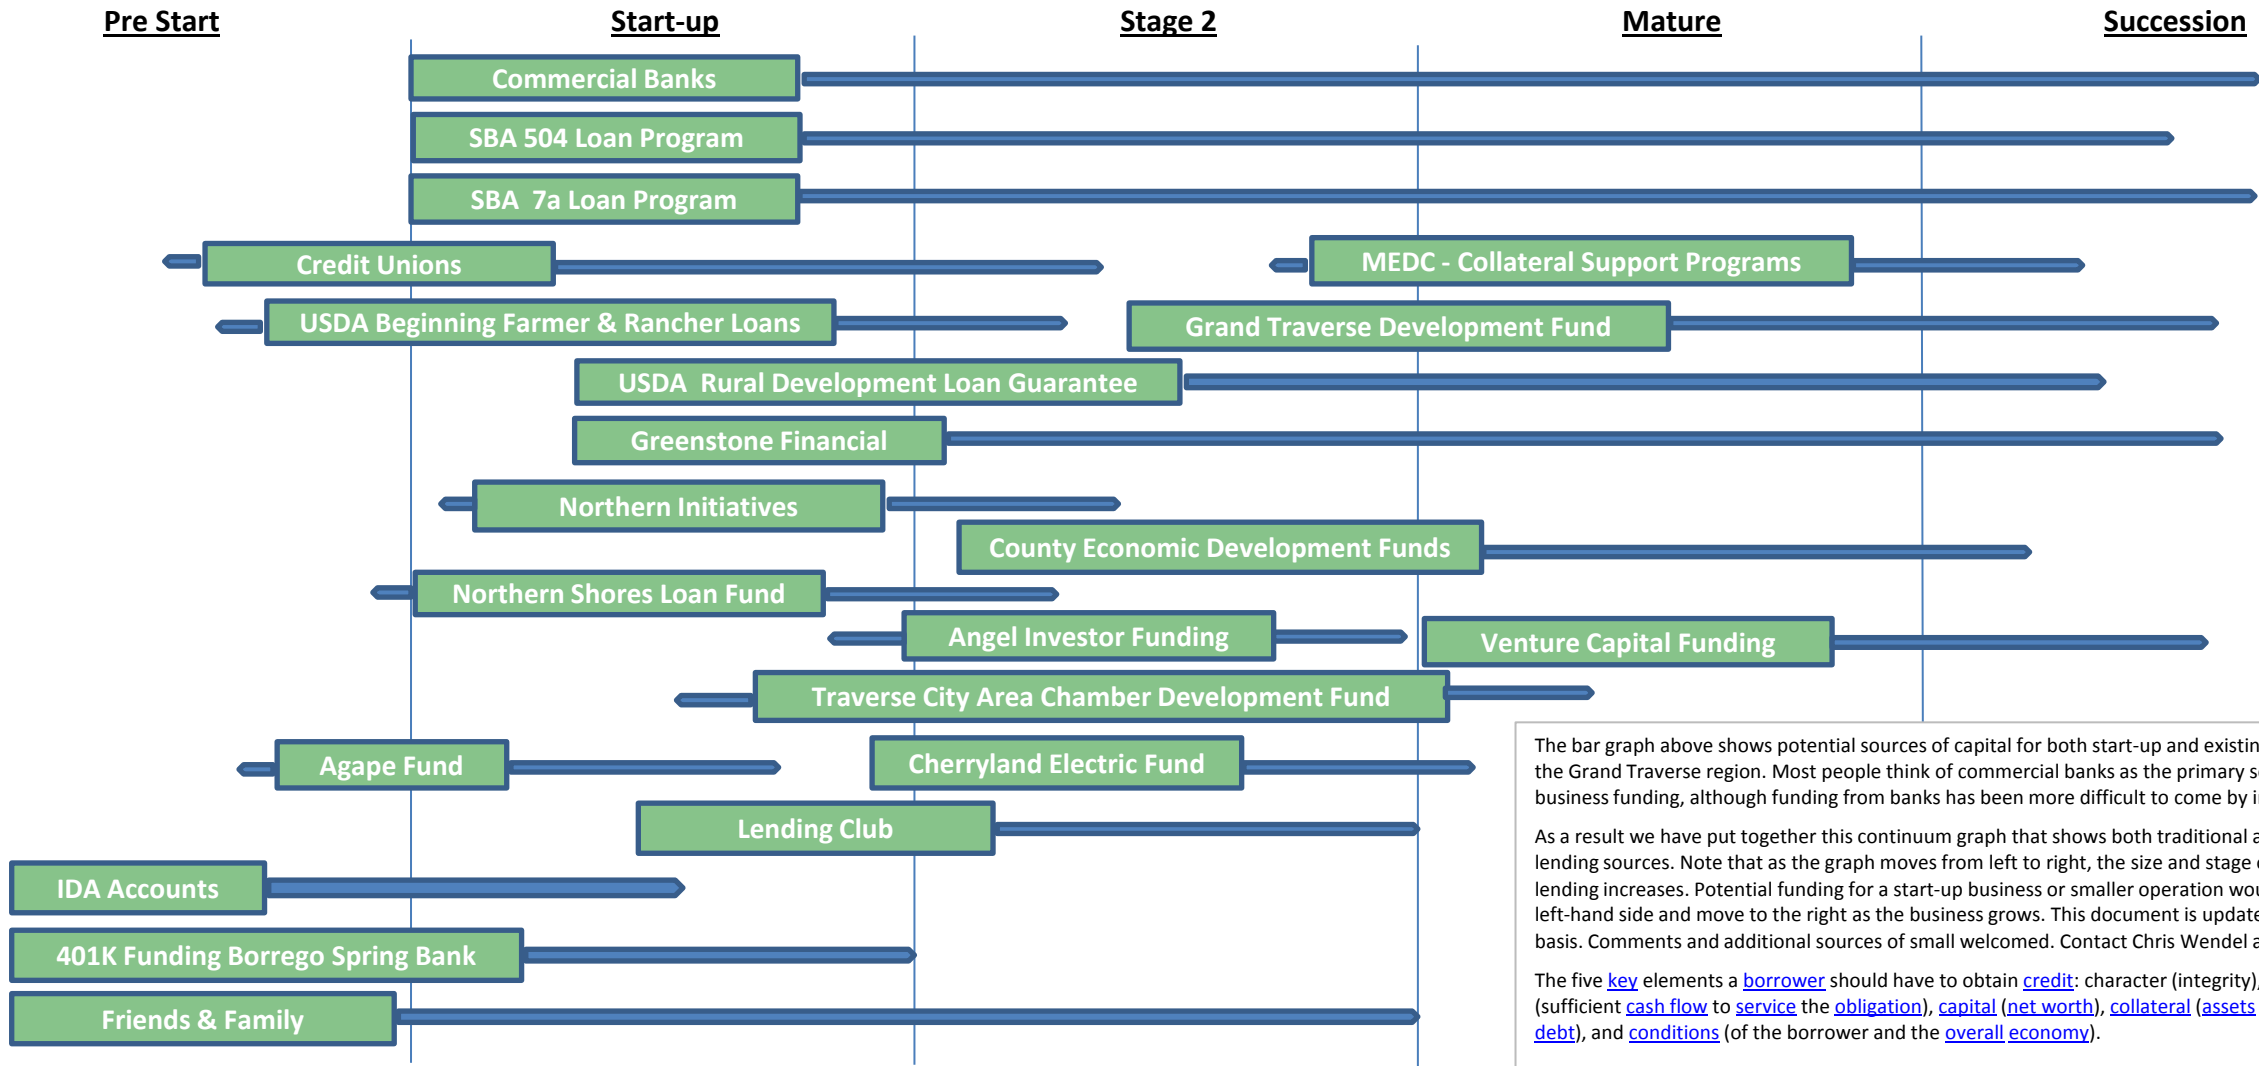 Pre Start
Start-up
Stage 2
Mature
Succession
Commercial Banks
SBA 504 Loan Program
SBA 7a Loan Program
Credit Unions
MEDC - Collateral Support Programs
USDA Beginning Farmer & Rancher Loans
Grand Traverse Development Fund
USDA Rural Development Loan Guarantee
Greenstone Financial
Northern Initiatives
County Economic Development Funds
Northern Shores Loan Fund
Angel Investor Funding
Venture Capital Funding
Traverse City Area Chamber Development Fund
Agape Fund
Cherryland Electric Fund
Lending Club
IDA Accounts
401K Funding Borrego Spring Bank
Friends & Family
The bar graph above shows potential sources of capital for both start-up and existin
the Grand Traverse region. Most people think of commercial banks as the primary s
business funding, although funding from banks has been more difficult to come by i
As a result we have put together this continuum graph that shows both traditional a
lending sources. Note that as the graph moves from left to right, the size and stage
lending increases. Potential funding for a start-up business or smaller operation wou
left-hand side and move to the right as the business grows. This document is update
basis. Comments and additional sources of small welcomed. Contact Chris Wendel a
The five key elements a borrower should have to obtain credit: character (integrity),
(sufficient cash flow to service the obligation), capital (net worth), collateral (assets
debt), and conditions (of the borrower and the overall economy).